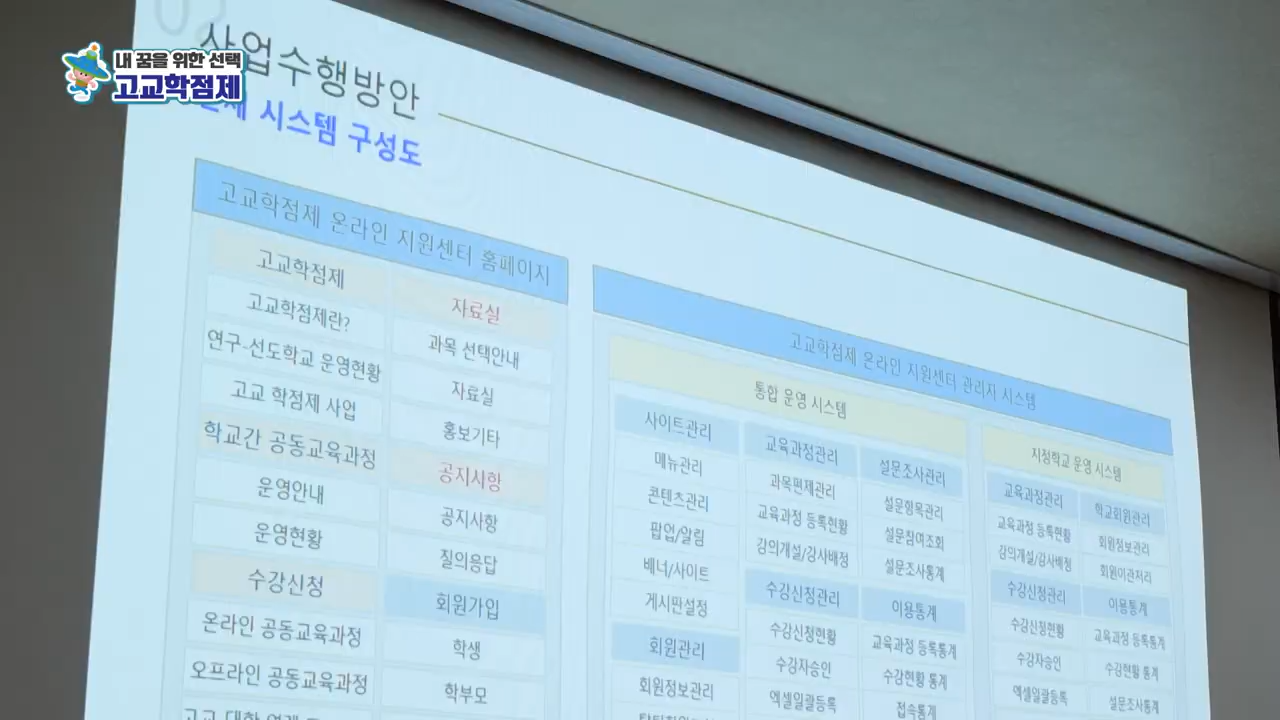 내 꿈을 위한 선택
고교학점제
사업수행방안
시스템 구성도
고교학점제 온라인 지원센터 홈페이지
고교학점제
고교학점제란?
연구-선도학교 운영현황
고교 학점제 사업
학교간 공동교육과정
운영안내
운영현황
수강신청
온라인 공동교육과정
오프라인 공동교육과정
자료실
과목 선택안내
자료실
홍보기타
공지사항
공지사항
질의응답
회원가입
학생
학부모
고교학점제 온라인 지원센터 관리자 시스템
통합 운영 시스템
사이트관리
메뉴관리
콘텐츠관리
팝업/알림
배너/사이트
게시판설정
회원관리
회원정보관리
교육과정관리
과목편제관리
교육과정 등록현황
강의개설/강사배정
수강신청관리
수강신청현황
수강자승인
엑셀일괄등록
설문조사관리
설문항목관리
설문참여조회
설문조사통계
이용통계
교육과정 등록통계
수강현황 통계
접속통계
지정학교 운영 시스템
교육과정관리
교육과정 등록현황
강의개설/강사배정
수강신청관리
수강신청현황
수강자승인
엑셀일괄등록
학교회원관리
회원정보관리
회원이관처리
이용통계
교육과정 등록통계
수강현황 통계
설문조사통계